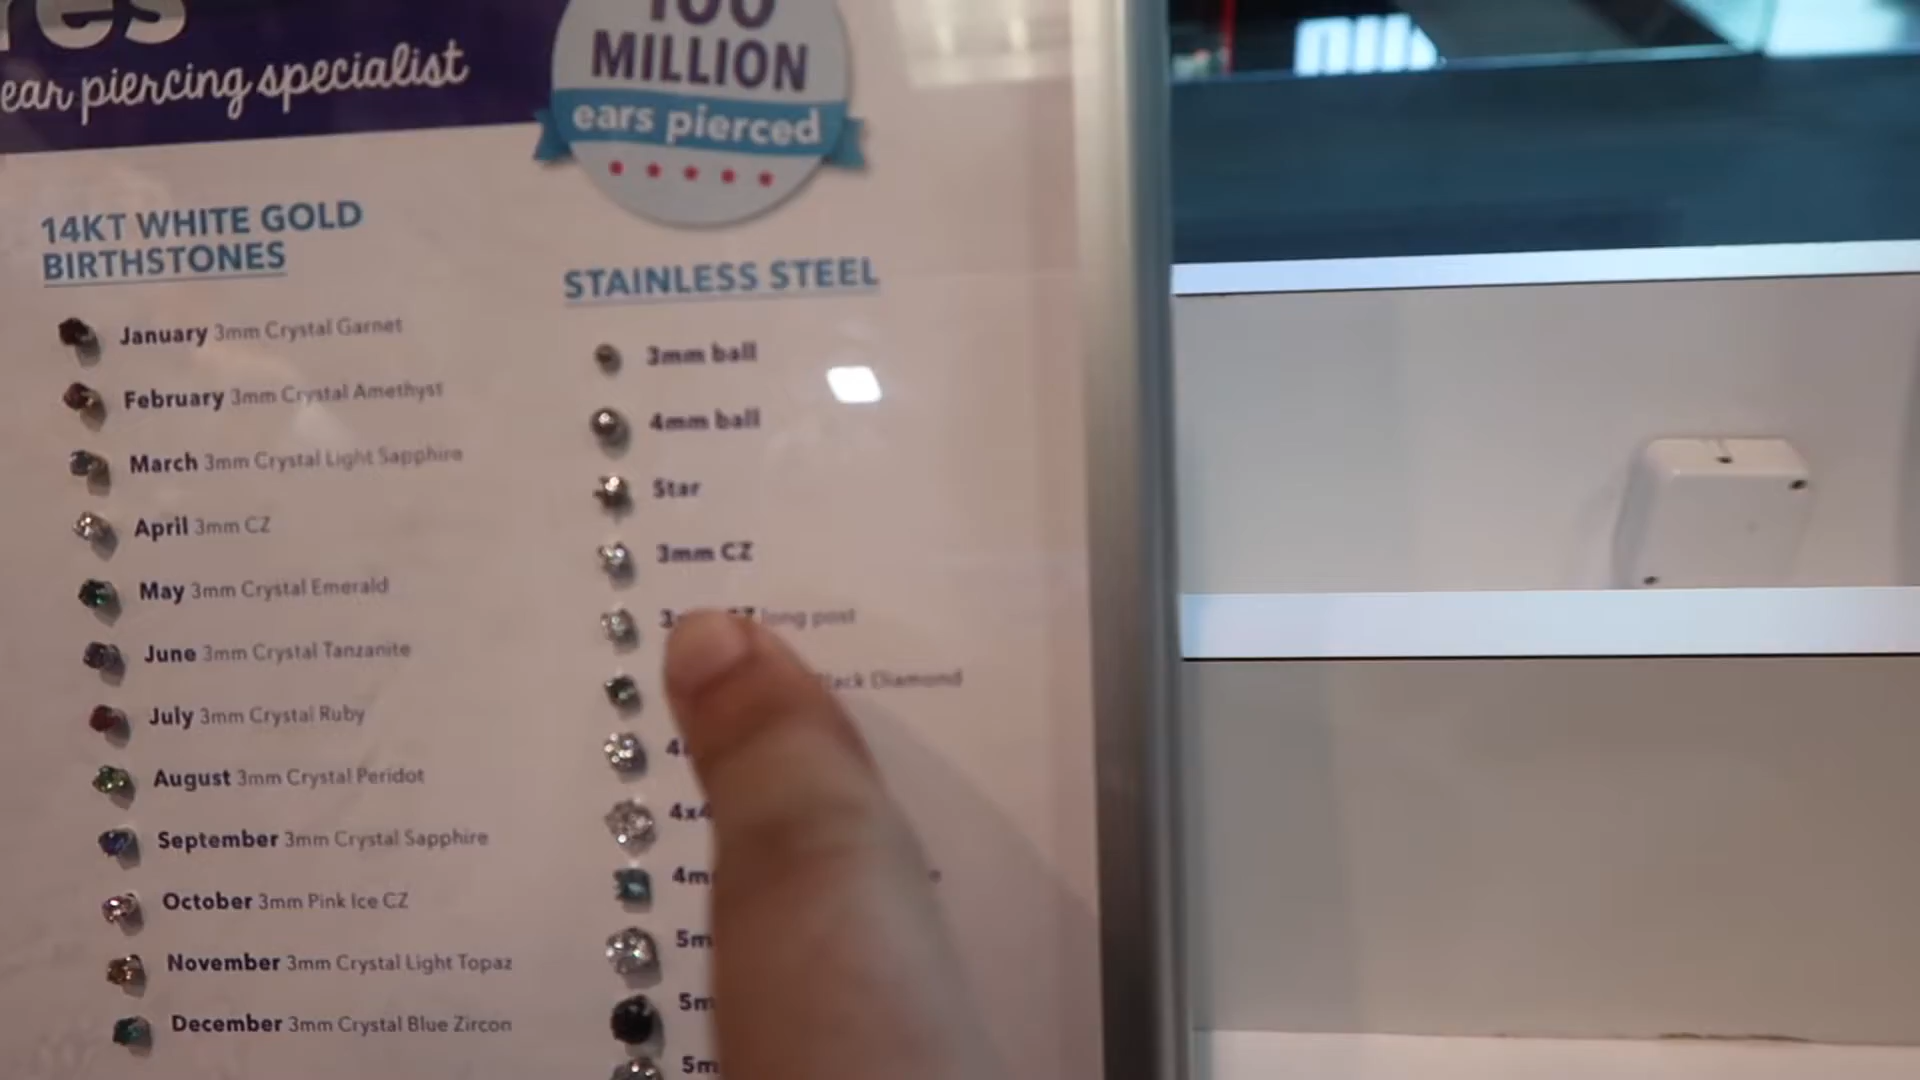 ear piercing specialist
100
MILLION
ears pierced
14KT WHITE GOLD
BIRTHSTONES
January 3mm Crystal Garnet
February 3mm Crystal Amethyst
March 3mm Crystal Light Sapphire
April 3mm CZ
May 3mm Crystal Emerald
June 3mm Crystal Tanzanite
July 3mm Crystal Ruby
August 3mm Crystal Peridot
September 3mm Crystal Sapphire
October 3mm Pink Ice CZ
November 3mm Crystal Light Topaz
December 3mm Crystal Blue Zircon
STAINLESS STEEL
3mm ball
4mm ball
Star
3mm CZ
long post
Diamond